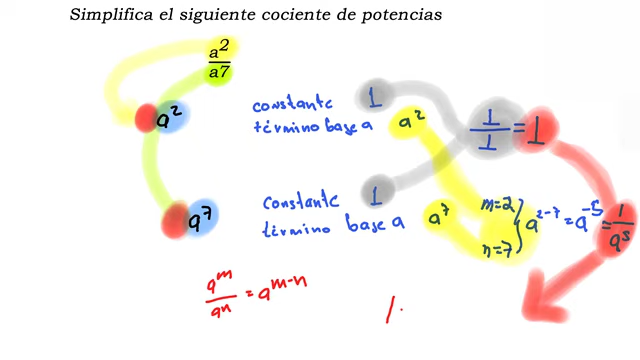 Simplifica el siguiente cociente de potencias
a²
a7
a²
a⁷
constante 1
término base a a²
constante 1
término base a a⁷
1/1 = 1
m=2
n=7
a²⁻⁷ = a⁻⁵ = 1/a⁵
aᵐ/aⁿ = aᵐ⁻ⁿ